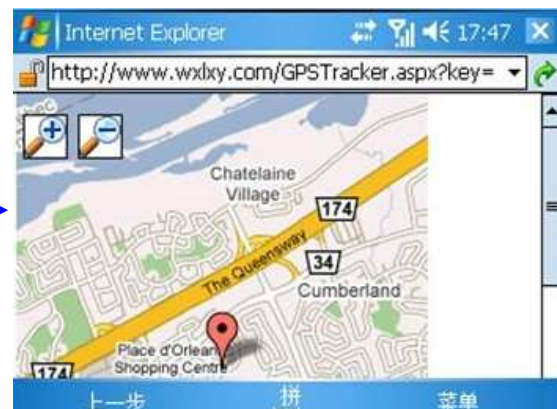 Internet Explorer 17:47
http://www.wxlxy.com/GPSTracker.aspx?key=
Chatelaine
Village
174
The Queensway
34
Cumberland
Place d'Orlean
Shopping Centre
174
上一步 拼 菜单